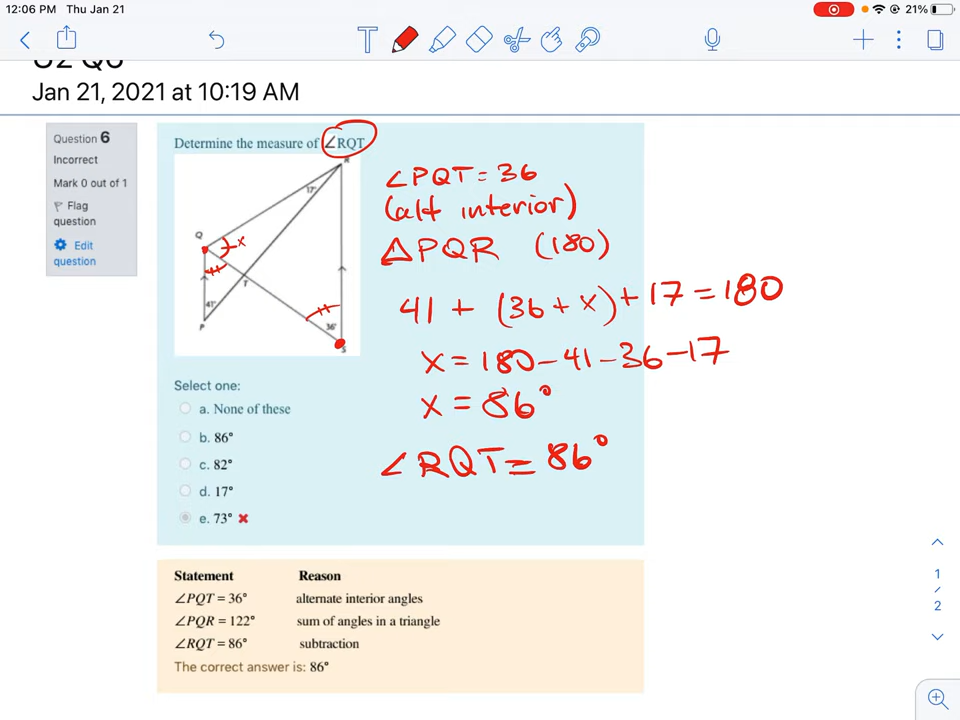 12:06 PM Thu Jan 21
21%
Jan 21, 2021 at 10:19 AM
Question 6
Incorrect
Mark 0 out of 1
Flag question
Edit question
Determine the measure of ∠RQT
17°
Q
x
T
41°
P
36°
S
∠PQT = 36
(alt interior)
△PQR (180)
41 + (36 + x) + 17 = 180
x = 180 - 41 - 36 - 17
x = 86°
∠RQT = 86°
Select one:
a. None of these
b. 86°
c. 82°
d. 17°
e. 73°
Statement Reason
∠PQT = 36° alternate interior angles
∠PQR = 122° sum of angles in a triangle
∠RQT = 86° subtraction
The correct answer is: 86°
1
/
2